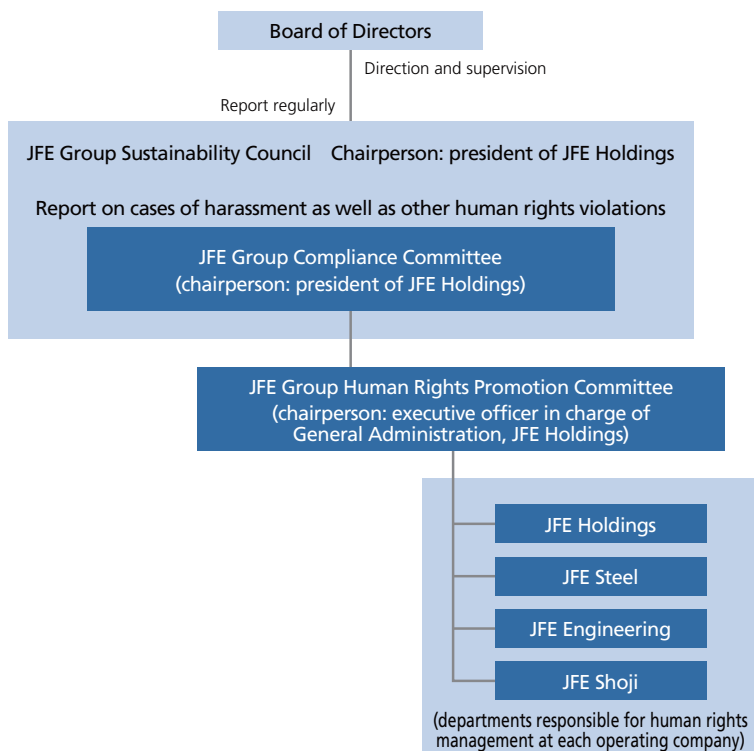 Board of Directors
Direction and supervision
Report regularly
JFE Group Sustainability Council Chairperson: president of JFE Holdings
Report on cases of harassment as well as other human rights violations
JFE Group Compliance Committee
(chairperson: president of JFE Holdings)
JFE Group Human Rights Promotion Committee
(chairperson: executive officer in charge of
General Administration, JFE Holdings)
JFE Holdings
JFE Steel
JFE Engineering
JFE Shoji
(departments responsible for human rights
management at each operating company)